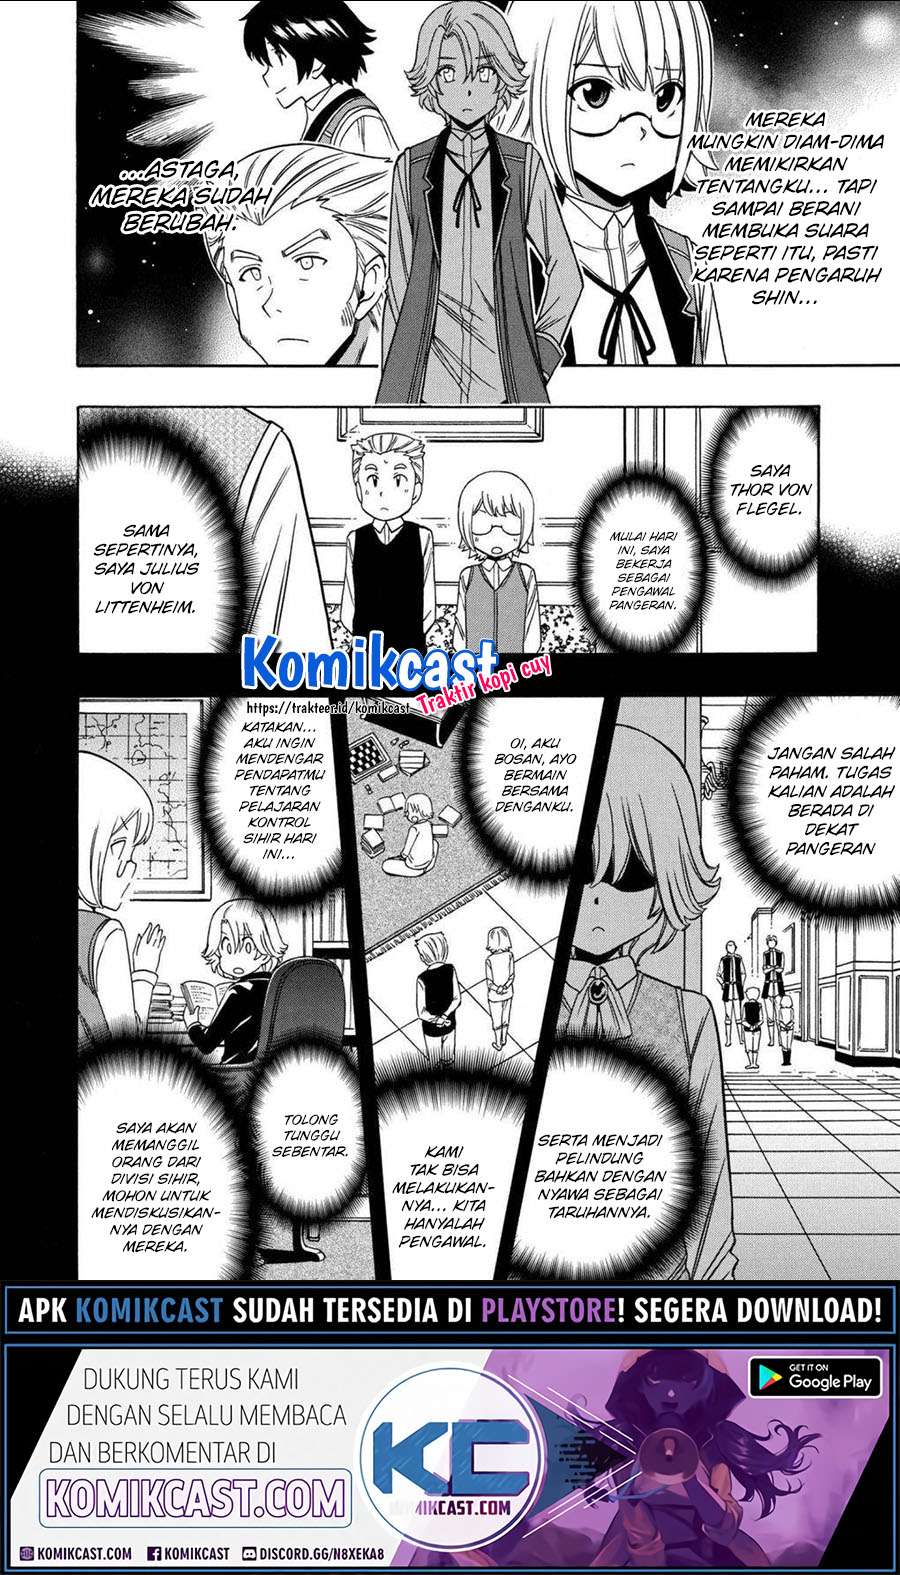 MEREKA
MUNGKIN DIAM-DIMA
MEMIKIRKAN
TENTANGKU... TAPI
SAMPAI BERANI
MEMBUKA SUARA
SEPERTI ITU, PASTI
KARENA PENGARUH
SHIN...
...ASTAGA,
MEREKA SUDAH
BERUBAH.
SAYA
THOR VON
FLEGEL.
MULAI HARI
INI, SAYA
BEKERJA
SEBAGAI
PENGAWAL
PANGERAN.
SAMA
SEPERTINYA,
SAYA JULIUS
VON
LITTENHEIM.
Komikcast
Traktir kopi cuy
https://trakteer.id/komikcast
JANGAN SALAH
PAHAM. TUGAS
KALIAN ADALAH
BERADA DI
DEKAT
PANGERAN
SERTA MENJADI
PELINDUNG
BAHKAN DENGAN
NYAWA SEBAGAI
TARUHANNYA.
OI, AKU
BOSAN, AYO
BERMAIN
BERSAMA
DENGANKU.
KAMI
TAK BISA
MELAKUKAN-
NYA... KITA
HANYALAH
PENGAWAL.
KATAKAN...
AKU INGIN
MENDENGAR
PENDAPATMU
TENTANG
PELAJARAN
KONTROL
SIHIR HARI
INI...
TOLONG
TUNGGU
SEBENTAR.
SAYA AKAN
MEMANGGIL
ORANG DARI
DIVISI SIHIR,
MOHON UNTUK
MENDISKUSIKAN-
NYA DENGAN
MEREKA.
APK KOMIKCAST SUDAH TERSEDIA DI PLAYSTORE! SEGERA DOWNLOAD!
DUKUNG TERUS KAMI
DENGAN SELALU MEMBACA
DAN BERKOMENTAR DI
KOMIKCAST.COM
KOMIKCAST.COM KOMIKCAST DISCORD.GG/N8XEKA8
KC
GET IT ON
Google Play